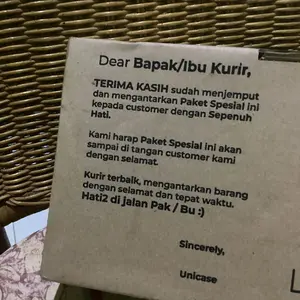 Dear Bapak/Ibu Kurir,
TERIMA KASIH sudah menjemput
dan mengantarkan Paket Spesial ini
kepada customer dengan Sepenuh
Hati.
Kami harap Paket Spesial ini akan
sampai di tangan customer kami
dengan selamat.
Kurir terbaik, mengantarkan barang
dengan selamat dan tepat waktu.
Hati2 di jalan Pak / Bu :)
Sincerely,
Unicase